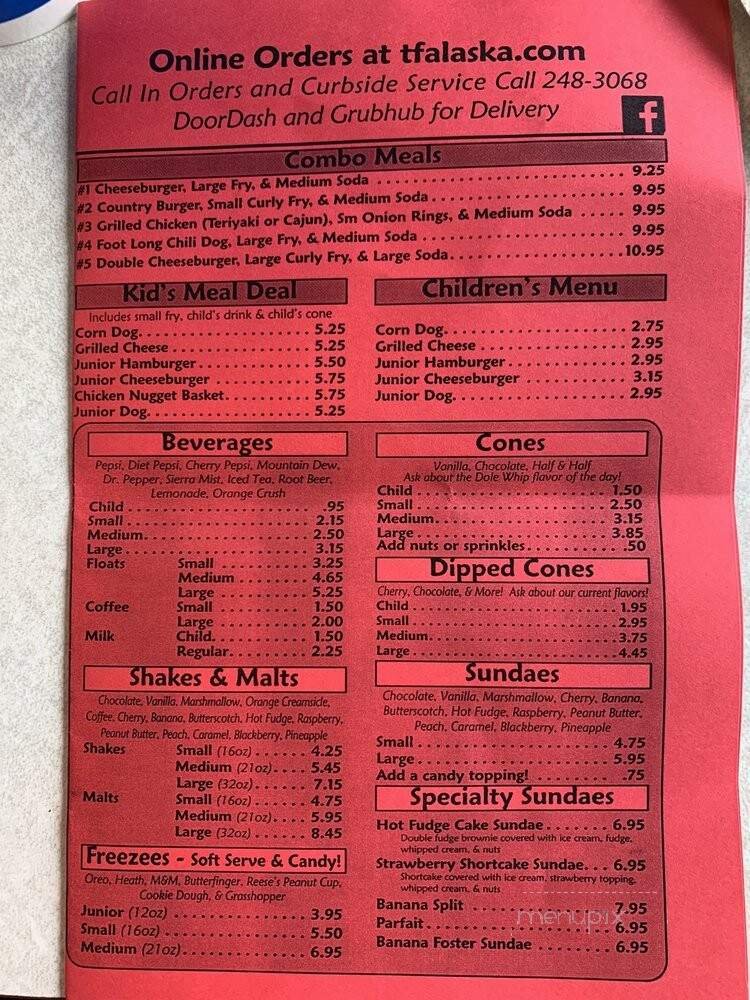 Online Orders at tfalaska.com
Call In Orders and Curbside Service Call 248-3068
DoorDash and Grubhub for Delivery
f
Combo Meals
#1 Cheeseburger, Large Fry, & Medium Soda . . . . . 9.25
#2 Country Burger, Small Curly Fry, & Medium Soda . . . . . 9.95
#3 Grilled Chicken (Teriyaki or Cajun), Sm Onion Rings, & Medium Soda . . . . . 9.95
#4 Foot Long Chili Dog, Large Fry, & Medium Soda . . . . . 9.95
#5 Double Cheeseburger, Large Curly Fry, & Large Soda. . . . . 10.95
Kid's Meal Deal
Includes small fry, child's drink & child's cone
Corn Dog. . . . . 5.25
Grilled Cheese . . . . . 5.25
Junior Hamburger . . . . . 5.50
Junior Cheeseburger . . . . . 5.75
Chicken Nugget Basket. . . . . 5.75
Junior Dog. . . . . 5.25
Children's Menu
Corn Dog. . . . . 2.75
Grilled Cheese . . . . . 2.95
Junior Hamburger . . . . . 2.95
Junior Cheeseburger . . . . . 3.15
Junior Dog. . . . . 2.95
Beverages
Pepsi, Diet Pepsi, Cherry Pepsi, Mountain Dew,
Dr. Pepper, Sierra Mist, Iced Tea, Root Beer,
Lemonade, Orange Crush
Child . . . . . .95
Small . . . . . 2.15
Medium. . . . . 2.50
Large . . . . . 3.15
Floats Small . . . . . 3.25
Medium . . . . . 4.65
Large . . . . . 5.25
Coffee Small . . . . . 1.50
Large . . . . . 2.00
Milk Child. . . . . 1.50
Regular. . . . . 2.25
Shakes & Malts
Chocolate, Vanilla, Marshmallow, Orange Creamsicle,
Coffee, Cherry, Banana, Butterscotch, Hot Fudge, Raspberry,
Peanut Butter, Peach, Caramel, Blackberry, Pineapple
Shakes Small (16oz) . . . . . 4.25
Medium (21oz) . . . . . 5.45
Large (32oz) . . . . . 7.15
Malts Small (16oz) . . . . . 4.75
Medium (21oz) . . . . . 5.95
Large (32oz) . . . . . 8.45
Freezees - Soft Serve & Candy!
Oreo, Heath, M&M, Butterfinger, Reese's Peanut Cup,
Cookie Dough, & Grasshopper
Junior (12oz) . . . . . 3.95
Small (16oz) . . . . . 5.50
Medium (21oz) . . . . . 6.95
Cones
Vanilla, Chocolate, Half & Half
Ask about the Dole Whip flavor of the day!
Child . . . . . 1.50
Small . . . . . 2.50
Medium. . . . . 3.15
Large . . . . . 3.85
Add nuts or sprinkles. . . . . .50
Dipped Cones
Cherry, Chocolate, & More! Ask about our current flavors!
Child . . . . . 1.95
Small . . . . . 2.95
Medium. . . . . 3.75
Large . . . . . 4.45
Sundaes
Chocolate, Vanilla, Marshmallow, Cherry, Banana,
Butterscotch, Hot Fudge, Raspberry, Peanut Butter,
Peach, Caramel, Blackberry, Pineapple
Small . . . . . 4.75
Large . . . . . 5.95
Add a candy topping! . . . . . .75
Specialty Sundaes
Hot Fudge Cake Sundae . . . . . 6.95
Double fudge brownie covered with ice cream, fudge,
whipped cream, & nuts
Strawberry Shortcake Sundae. . . 6.95
Shortcake covered with ice cream, strawberry topping,
whipped cream, & nuts
Banana Split . . . . . 7.95
Parfait. . . . . 6.95
Banana Foster Sundae . . . . . 6.95
menupix